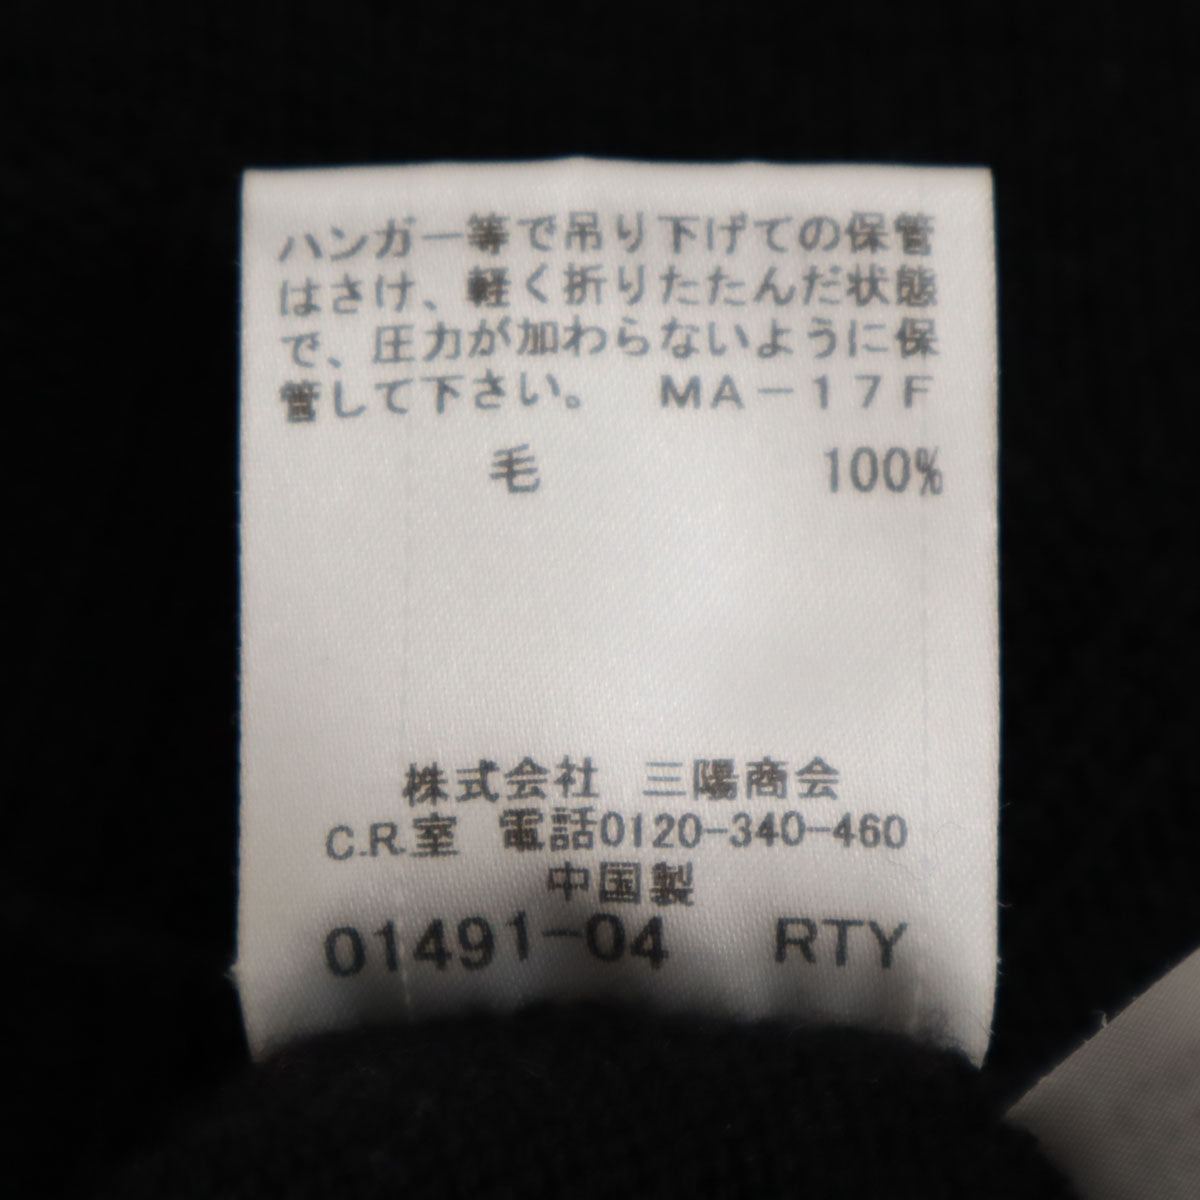 ハンガー等で吊り下げての保管
はさけ、軽く折りたたんだ状態
で、圧力が加わらないように保
管して下さい。　ＭＡ－１７Ｆ
毛 100%
株式会社 三陽商会
C.R.室 電話0120-340-460
中国製
01491-04 RTY